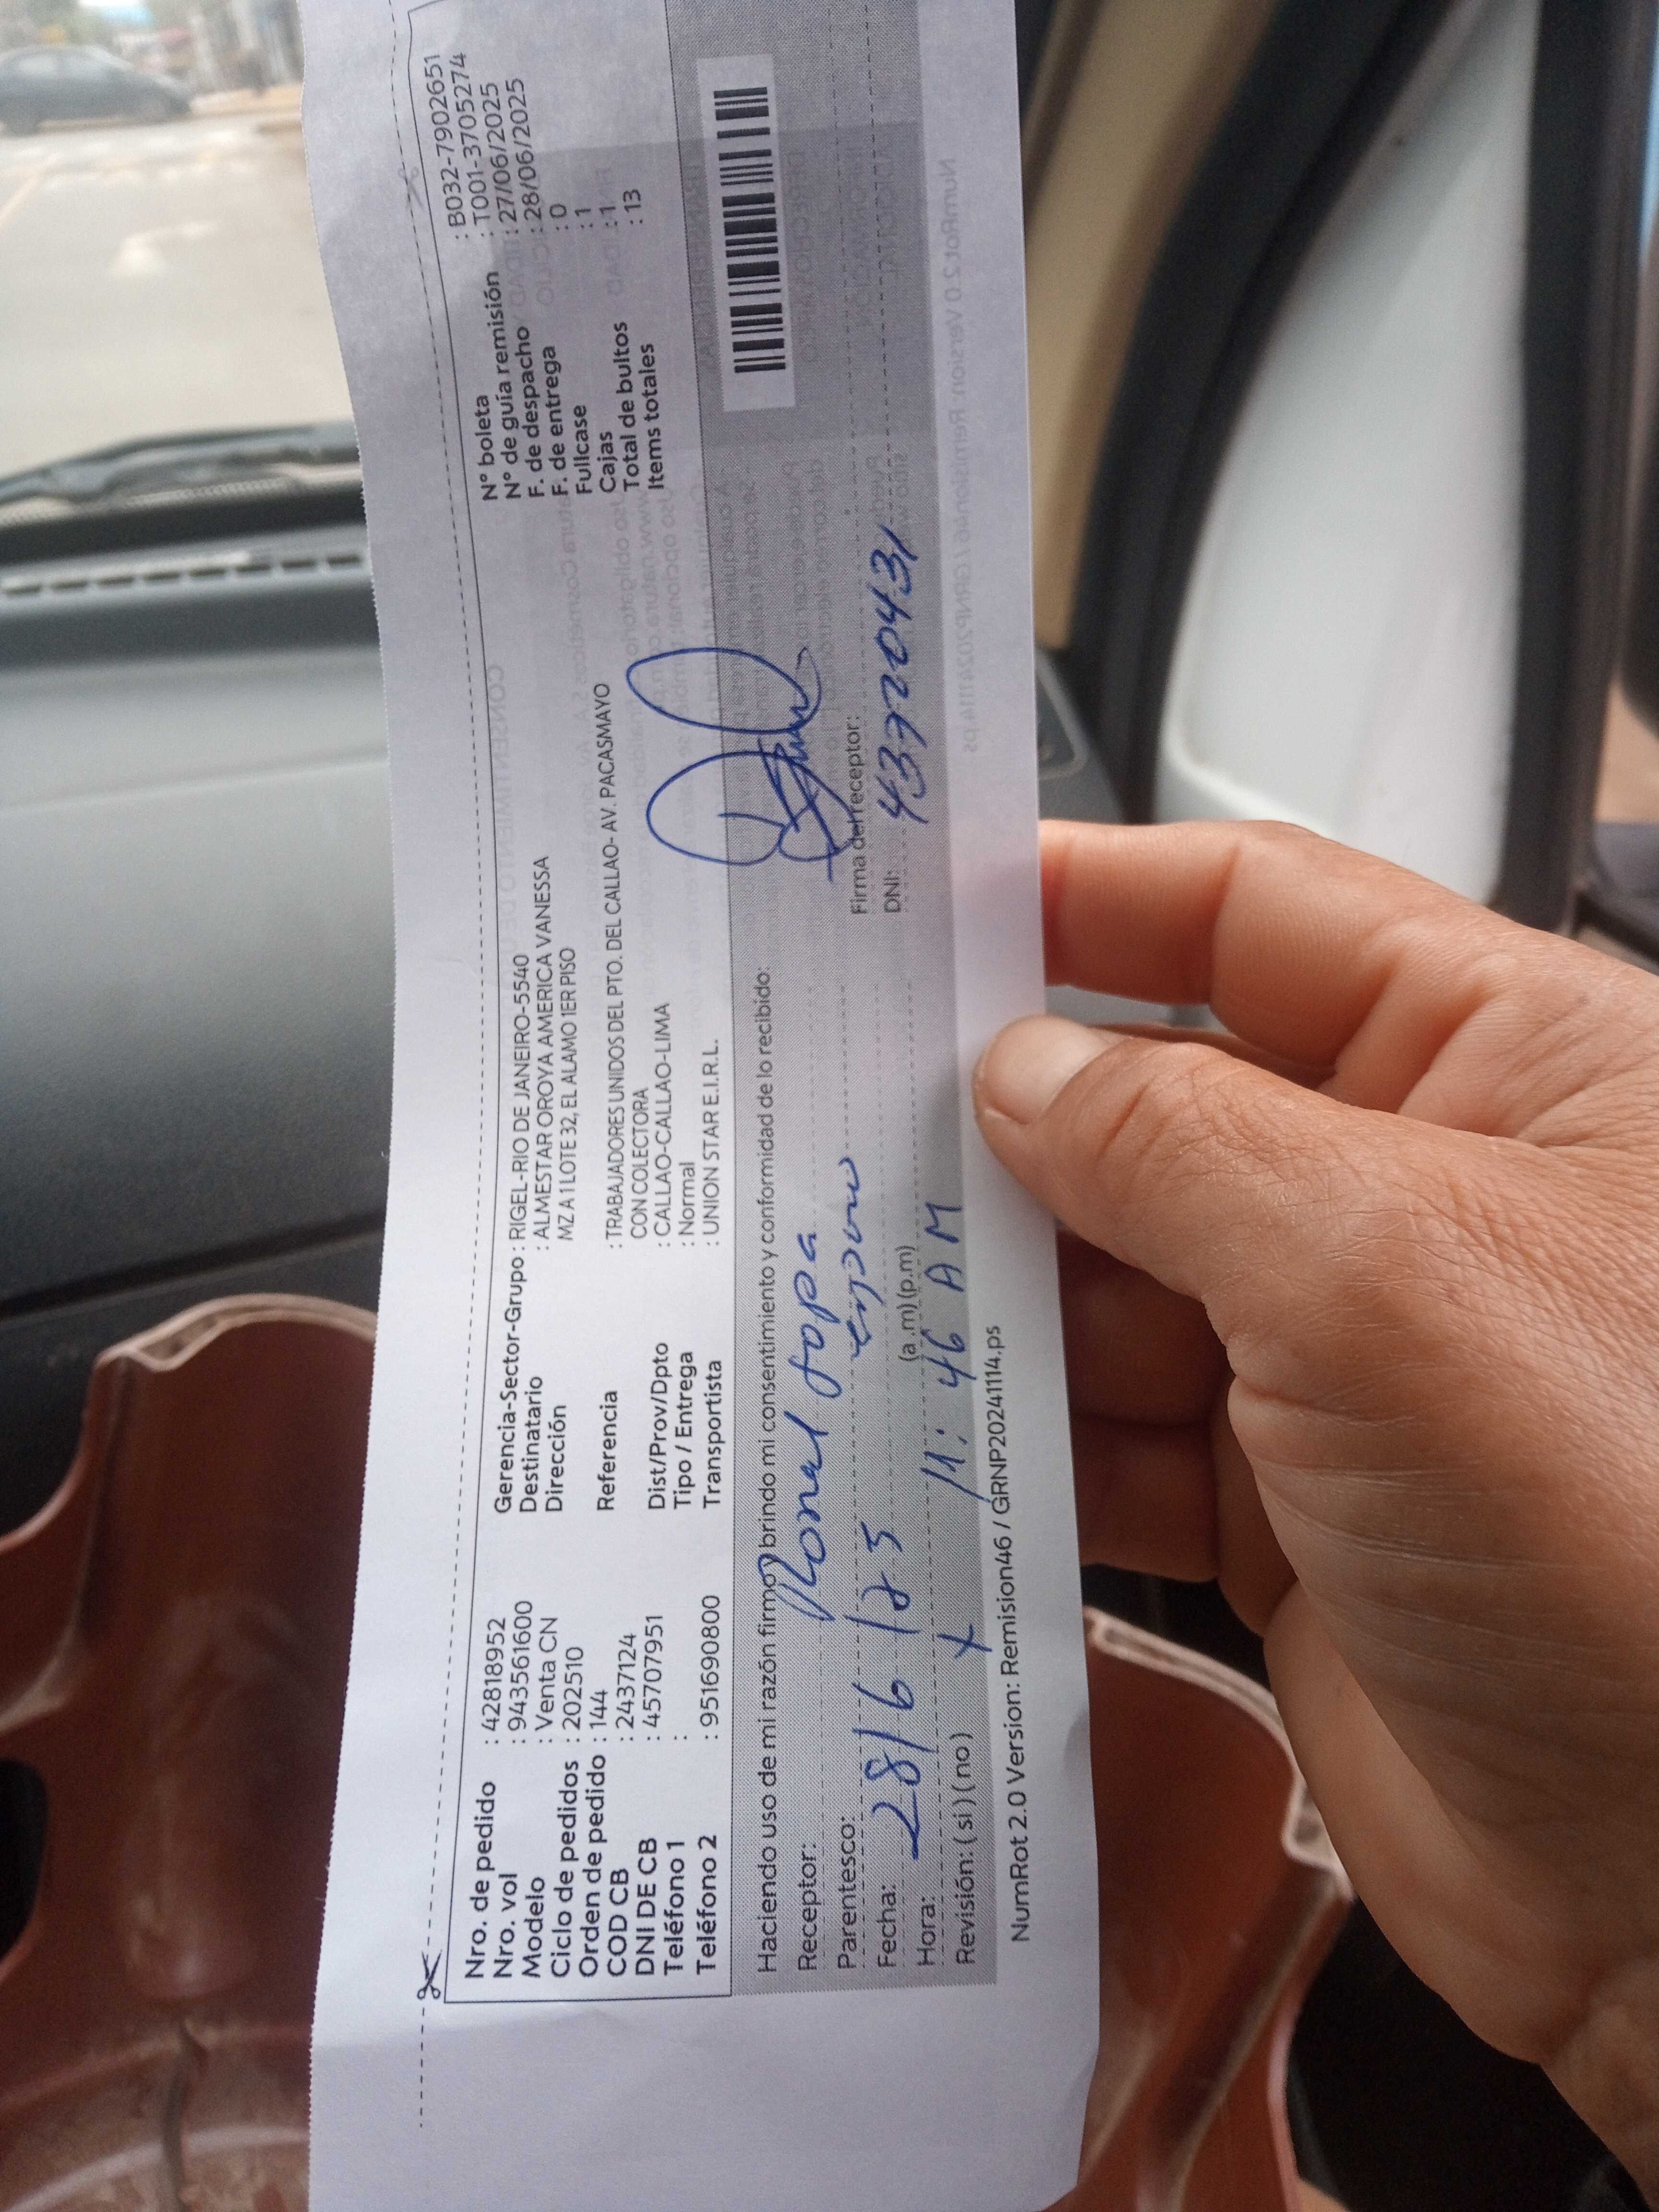 Nro. de pedido : 42818952
Nro. vol : 943561600
Modelo : Venta CN
Ciclo de pedidos : 202510
Orden de pedido : 144
COD CB : 2437124
DNI DE CB : 45707951
Teléfono 1 :
Teléfono 2 : 951690800
Gerencia-Sector-Grupo : RIGEL-RIO DE JANEIRO-5540
Destinatario : ALMESTAR OROYA AMERICA VANESSA
Dirección MZ A 1 LOTE 32, EL ALAMO 1ER PISO
Referencia : TRABAJADORES UNIDOS DEL PTO. DEL CALLAO- AV. PACASMAYO
CON COLECTORA
Dist/Prov/Dpto : CALLAO-CALLAO-LIMA
Tipo / Entrega : Normal
Transportista : UNION STAR E.I.R.L.
N° boleta : B032-7902651
N° de guía remisión : T001-3705274
F. de despacho : 27/06/2025
F. de entrega : 28/06/2025
Fullcase : 0
Cajas : 1
Total de bultos : 1
Items totales : 13
Haciendo uso de mi razón firmo y brindo mi consentimiento y conformidad de lo recibido:
Receptor: Ronal topa
Parentesco: esposo
Fecha: 28/6/25
Hora: 11:46 AM (a.m) (p.m)
Revisión: ( si ) ( no ) x
Firma del receptor:
DNI: 43720431
NumRot 2.0 Version: Remision46 / GRNP20241114.ps